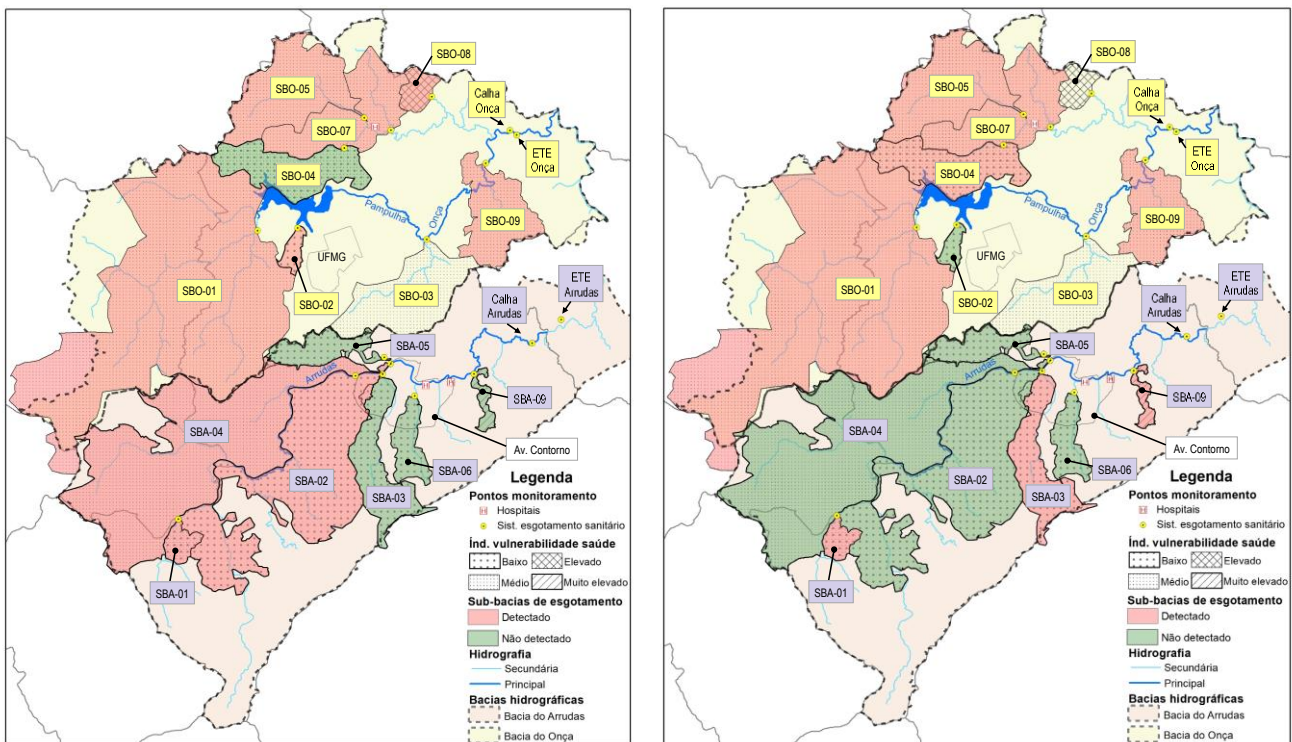 SBO-08
SBO-05
Calha
Onça
SBO-07
H
ETE
Onça
SBO-04
Pampulha
Onça
SBO-09
UFMG
SBO-01
SBO-02
SBO-03
ETE
Arrudas
Calha
Arrudas
SBA-05
Arrudas
H
H
SBA-09
SBA-04
Av. Contorno
SBA-06
SBA-02
SBA-03
SBA-01
Legenda
Pontos monitoramento
H Hospitais
Sist. esgotamento sanitário
Índ. vulnerabilidade saúde
Baixo Elevado
Médio Muito elevado
Sub-bacias de esgotamento
Detectado
Não detectado
Hidrografia
Secundária
Principal
Bacias hidrográficas
Bacia do Arrudas
Bacia do Onça
SBO-08
SBO-05
Calha
Onça
SBO-07
H
ETE
Onça
SBO-04
Pampulha
Onça
SBO-09
UFMG
SBO-01
SBO-02
SBO-03
ETE
Arrudas
Calha
Arrudas
SBA-05
Arrudas
H
H
SBA-09
SBA-04
Av. Contorno
SBA-06
SBA-02
SBA-03
SBA-01
Legenda
Pontos monitoramento
H Hospitais
Sist. esgotamento sanitário
Índ. vulnerabilidade saúde
Baixo Elevado
Médio Muito elevado
Sub-bacias de esgotamento
Detectado
Não detectado
Hidrografia
Secundária
Principal
Bacias hidrográficas
Bacia do Arrudas
Bacia do Onça